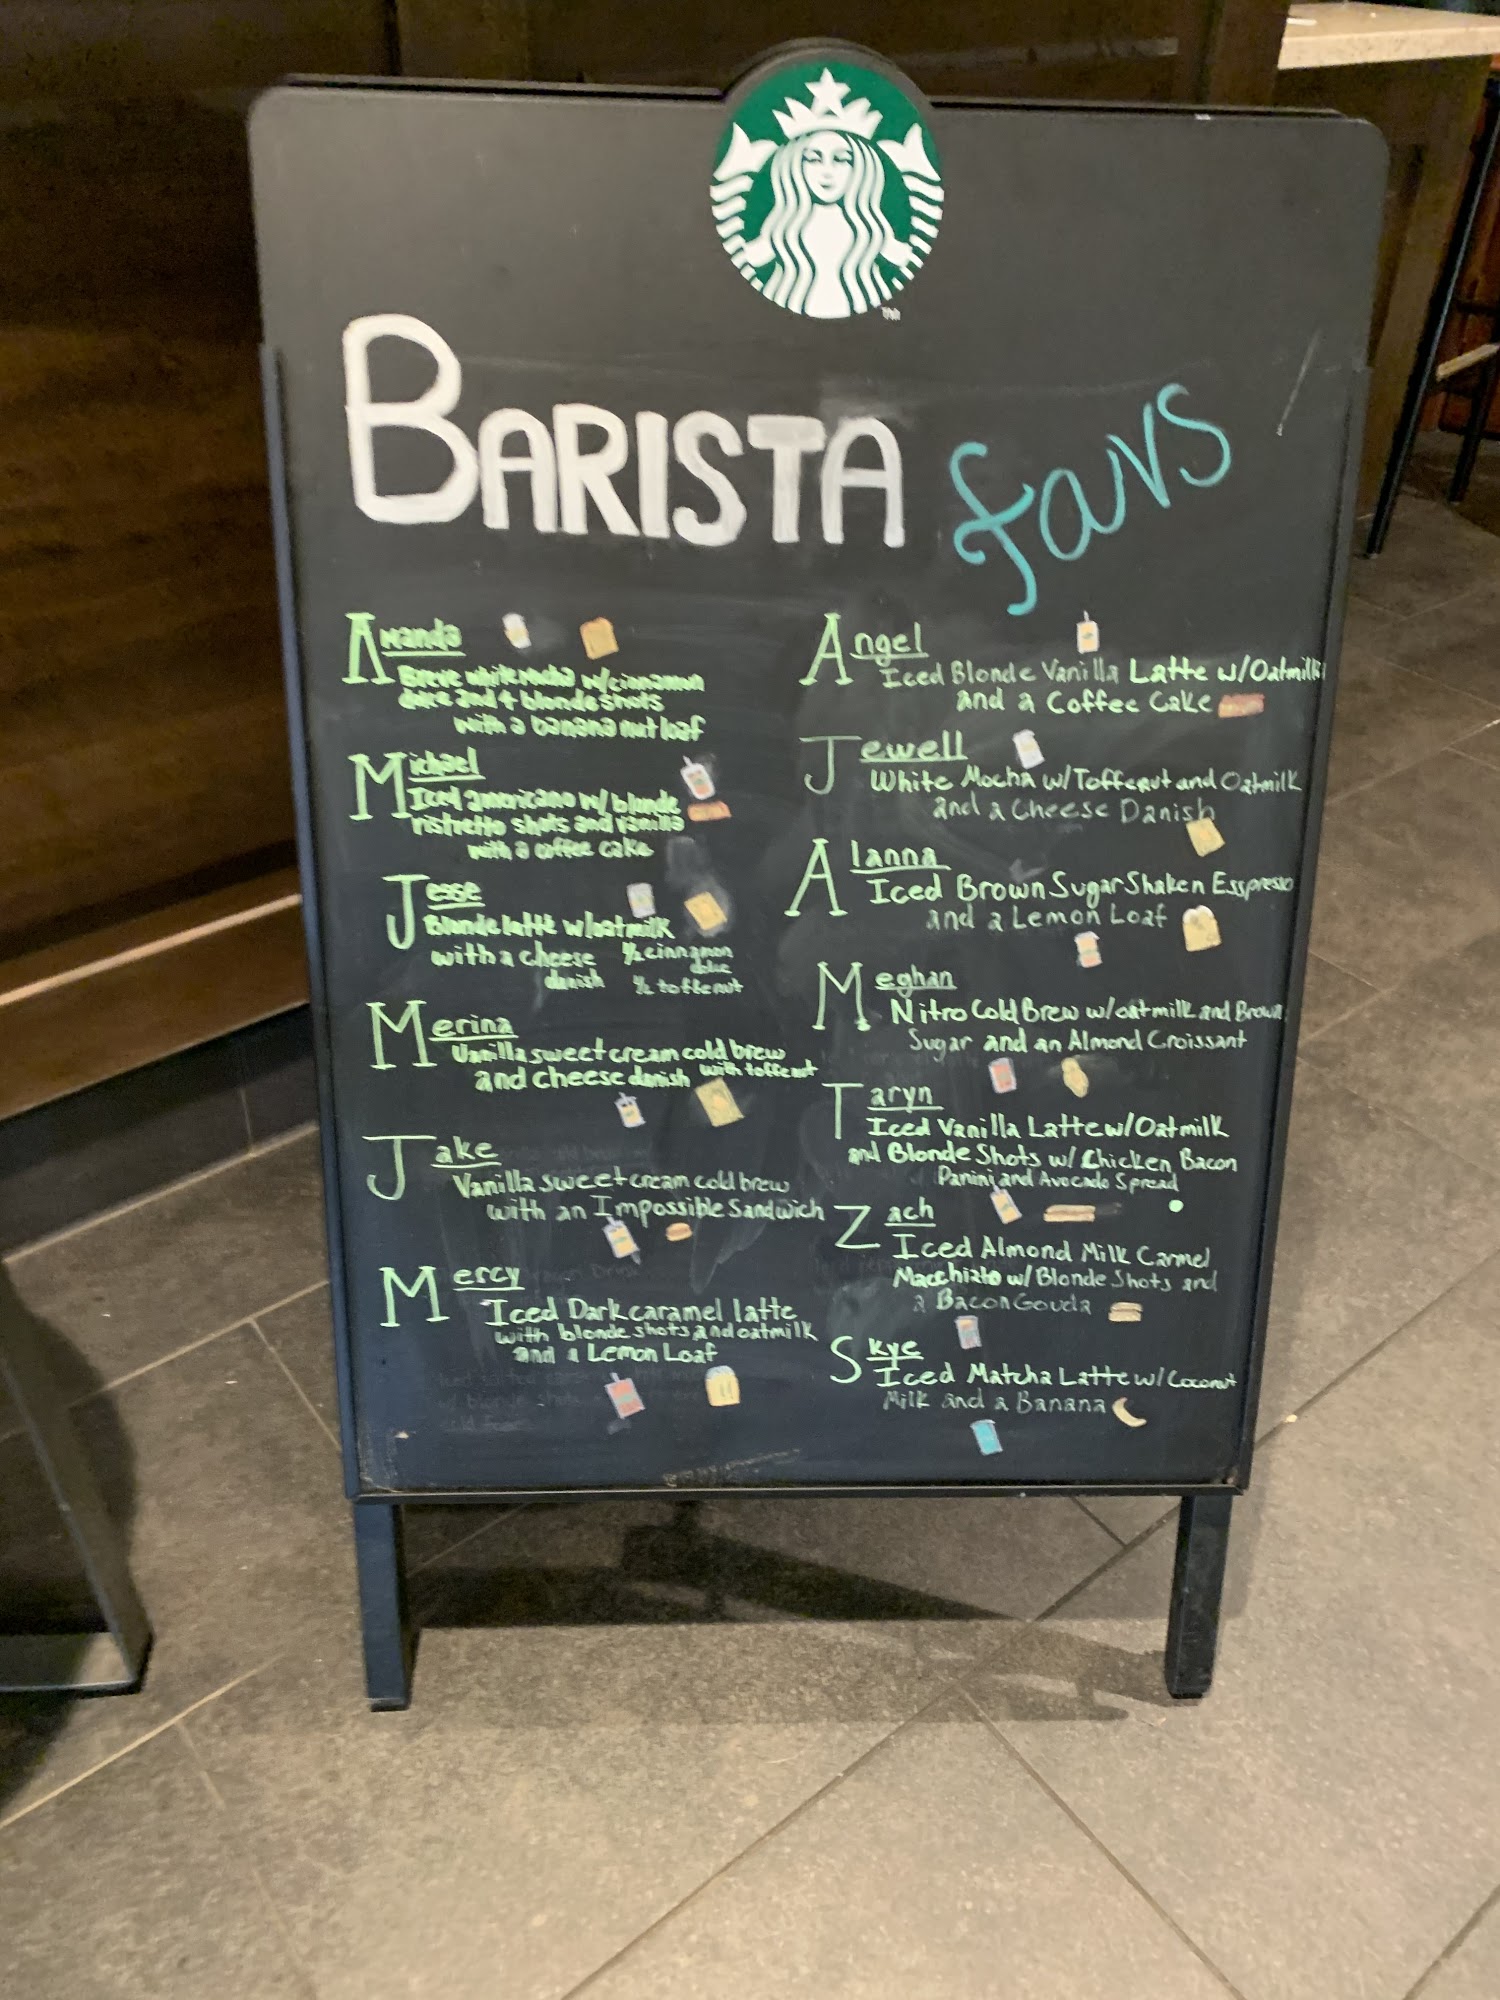 TM
BARISTA favs
Amanda
Breve white mocha w/cinnamon
dolce and 4 blonde shots
with a banana nut loaf
Michael
Iced americano w/ blonde
ristretto shots and vanilla
with a coffee cake
Jesse
Blonde latte w/oatmilk
with a cheese danish
1/2 cinnamon dolce
1/2 toffenut
Merina
Vanilla sweet cream cold brew
and cheese danish with toffenut
Jake
Vanilla sweet cream cold brew
with an Impossible Sandwich
Mercy
Iced Dark caramel latte
with blonde shots and oatmilk
and a Lemon Loaf
Angel
Iced Blonde Vanilla Latte w/Oatmilk
and a Coffee Cake
Jewell
White Mocha w/Toffenut and Oatmilk
and a Cheese Danish
Alanna
Iced Brown Sugar Shaken Esspresso
and a Lemon Loaf
Meghan
Nitro Cold Brew w/oatmilk and Brown
Sugar and an Almond Croissant
Taryn
Iced Vanilla Latte w/Oatmilk
and Blonde Shots w/ Chicken Bacon
Panini and Avocado Spread
Zach
Iced Almond Milk Carmel
Macchiato w/ Blonde Shots and
a Bacon Gouda
Skye
Iced Matcha Latte w/ Coconut
Milk and a Banana